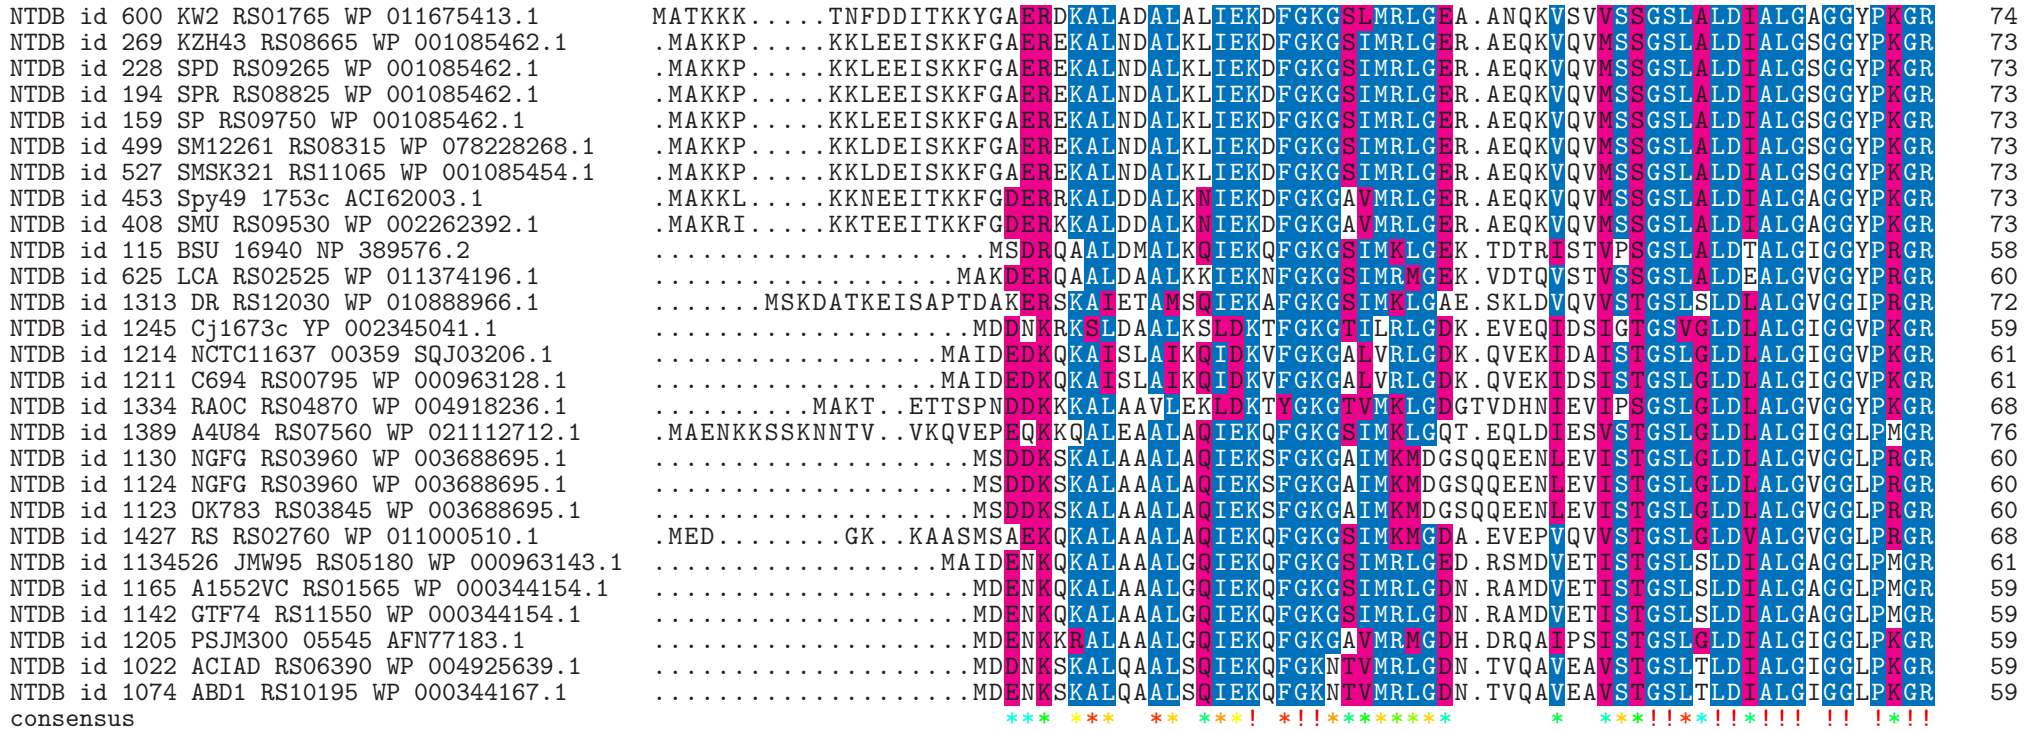 NTDB id 600 KW2 RS01765 WP 011675413.1 MATKKK.....TNFDDITKKYGAERDKALADALALIEKDFGKGSLMRLGEA.ANQKVSVVSSGSLALDIALGAGGYPKGR 74
NTDB id 269 KZH43 RS08665 WP 001085462.1 .MAKKP.....KKLEEISKKFGAEREKALNDALKLIEKDFGKGSIMRLGER.AEQKVQVMSSGSLALDIALGSGGYPKGR 73
NTDB id 228 SPD RS09265 WP 001085462.1 .MAKKP.....KKLEEISKKFGAEREKALNDALKLIEKDFGKGSIMRLGER.AEQKVQVMSSGSLALDIALGSGGYPKGR 73
NTDB id 194 SPR RS08825 WP 001085462.1 .MAKKP.....KKLEEISKKFGAEREKALNDALKLIEKDFGKGSIMRLGER.AEQKVQVMSSGSLALDIALGSGGYPKGR 73
NTDB id 159 SP RS09750 WP 001085462.1 .MAKKP.....KKLEEISKKFGAEREKALNDALKLIEKDFGKGSIMRLGER.AEQKVQVMSSGSLALDIALGSGGYPKGR 73
NTDB id 499 SM12261 RS08315 WP 078228268.1 .MAKKP.....KKLDEISKKFGAEREKALNDALKLIEKDFGKGSIMRLGER.AEQKVQVMSSGSLALDIALGSGGYPKGR 73
NTDB id 527 SMSK321 RS11065 WP 001085454.1 .MAKKP.....KKLDEISKKFGAEREKALNDALKLIEKDFGKGSIMRLGER.AEQKVQVMSSGSLALDIALGSGGYPKGR 73
NTDB id 453 Spy49 1753c ACI62003.1 .MAKKL.....KKNEEITKKFGDERRKALDDALKNIEKDFGKGAVMRLGER.AEQKVQVMSSGSLALDIALGAGGYPKGR 73
NTDB id 408 SMU RS09530 WP 002262392.1 .MAKRI.....KKTEEITKKFGDERKKALDDALKNIEKDFGKGAVMRLGER.AEQKVQVMSSGSLALDIALGAGGYPKGR 73
NTDB id 115 BSU 16940 NP 389576.2 .....................MSDRQAALDMALKQIEKQFGKGSIMKLGEK.TDTRISTVPSGSLALDTALGIGGYPRGR 58
NTDB id 625 LCA RS02525 WP 011374196.1 ...................MAKDERQAALDAALKKIEKNFGKGSIMRMGEK.VDTQVSTVSSGSLALDEALGVGGYPRGR 60
NTDB id 1313 DR RS12030 WP 010888966.1 .......MSKDATKEISAPTDAKERSKAIETAMSQIEKAFGKGSIMKLGAE.SKLDVQVVSTGSLSLDLALGVGGIPRGR 72
NTDB id 1245 Cj1673c YP 002345041.1 ....................MDDNKRKSLDAALKSLDKTFGKGTILRLGDK.EVEQIDSIGTGSVGLDLALGIGGVPKGR 59
NTDB id 1214 NCTC11637 00359 SQJ03206.1 ..................MAIDEDKQKAISLAIKQIDKVFGKGALVRLGDK.QVEKIDAISTGSLGLDLALGIGGVPKGR 61
NTDB id 1211 C694 RS00795 WP 000963128.1 ..................MAIDEDKQKAISLAIKQIDKVFGKGALVRLGDK.QVEKIDSISTGSLGLDLALGIGGVPKGR 61
NTDB id 1334 RA0C RS04870 WP 004918236.1 ..........MAKT..ETTSPNDDKKKALAAVLEKLDKTYGKGTVMKLGDGTVDHNIEVIPSGSLGLDLALGVGGYPKGR 68
NTDB id 1389 A4U84 RS07560 WP 021112712.1 .MAENKKSSKNNTV..VKQVEPEQKKQALEAALAQIEKQFGKGSIMKLGQT.EQLDIESVSTGSLGLDLALGIGGLPMGR 76
NTDB id 1130 NGFG RS03960 WP 003688695.1 ....................MSDDKSKALAAALAQIEKSFGKGAIMKMDGSQQEENLEVISTGSLGLDLALGVGGLPRGR 60
NTDB id 1124 NGFG RS03960 WP 003688695.1 ....................MSDDKSKALAAALAQIEKSFGKGAIMKMDGSQQEENLEVISTGSLGLDLALGVGGLPRGR 60
NTDB id 1123 OK783 RS03845 WP 003688695.1 ....................MSDDKSKALAAALAQIEKSFGKGAIMKMDGSQQEENLEVISTGSLGLDLALGVGGLPRGR 60
NTDB id 1427 RS RS02760 WP 011000510.1 .MED........GK..KAASMSAEKQKALAAALAQIEKQFGKGSIMKMGDA.EVEPVQVVSTGSLGLDVALGVGGLPRGR 68
NTDB id 1134526 JMW95 RS05180 WP 000963143.1 ..................MAIDENKQKALAAALGQIEKQFGKGSIMRLGED.RSMDVETISTGSLSLDIALGAGGLPMGR 61
NTDB id 1165 A1552VC RS01565 WP 000344154.1 ....................MDENKQKALAAALGQIEKQFGKGSIMRLGDN.RAMDVETISTGSLSLDIALGAGGLPMGR 59
NTDB id 1142 GTF74 RS11550 WP 000344154.1 ....................MDENKQKALAAALGQIEKQFGKGSIMRLGDN.RAMDVETISTGSLSLDIALGAGGLPMGR 59
NTDB id 1205 PSJM300 05545 AFN77183.1 ....................MDENKKRALAAALGQIEKQFGKGAVMRMGDH.DRQAIPSISTGSLGLDIALGIGGLPKGR 59
NTDB id 1022 ACIAD RS06390 WP 004925639.1 ....................MDDNKSKALQAALSQIEKQFGKNTVMRLGDN.TVQAVEAVSTGSLTLDIALGIGGLPKGR 59
NTDB id 1074 ABD1 RS10195 WP 000344167.1 ....................MDENKSKALQAALSQIEKQFGKNTVMRLGDN.TVQAVEAVSTGSLTLDIALGIGGLPKGR 59
consensus *** *** ** ***! *!!******** * ***!!**!!*!!! !! !*!!